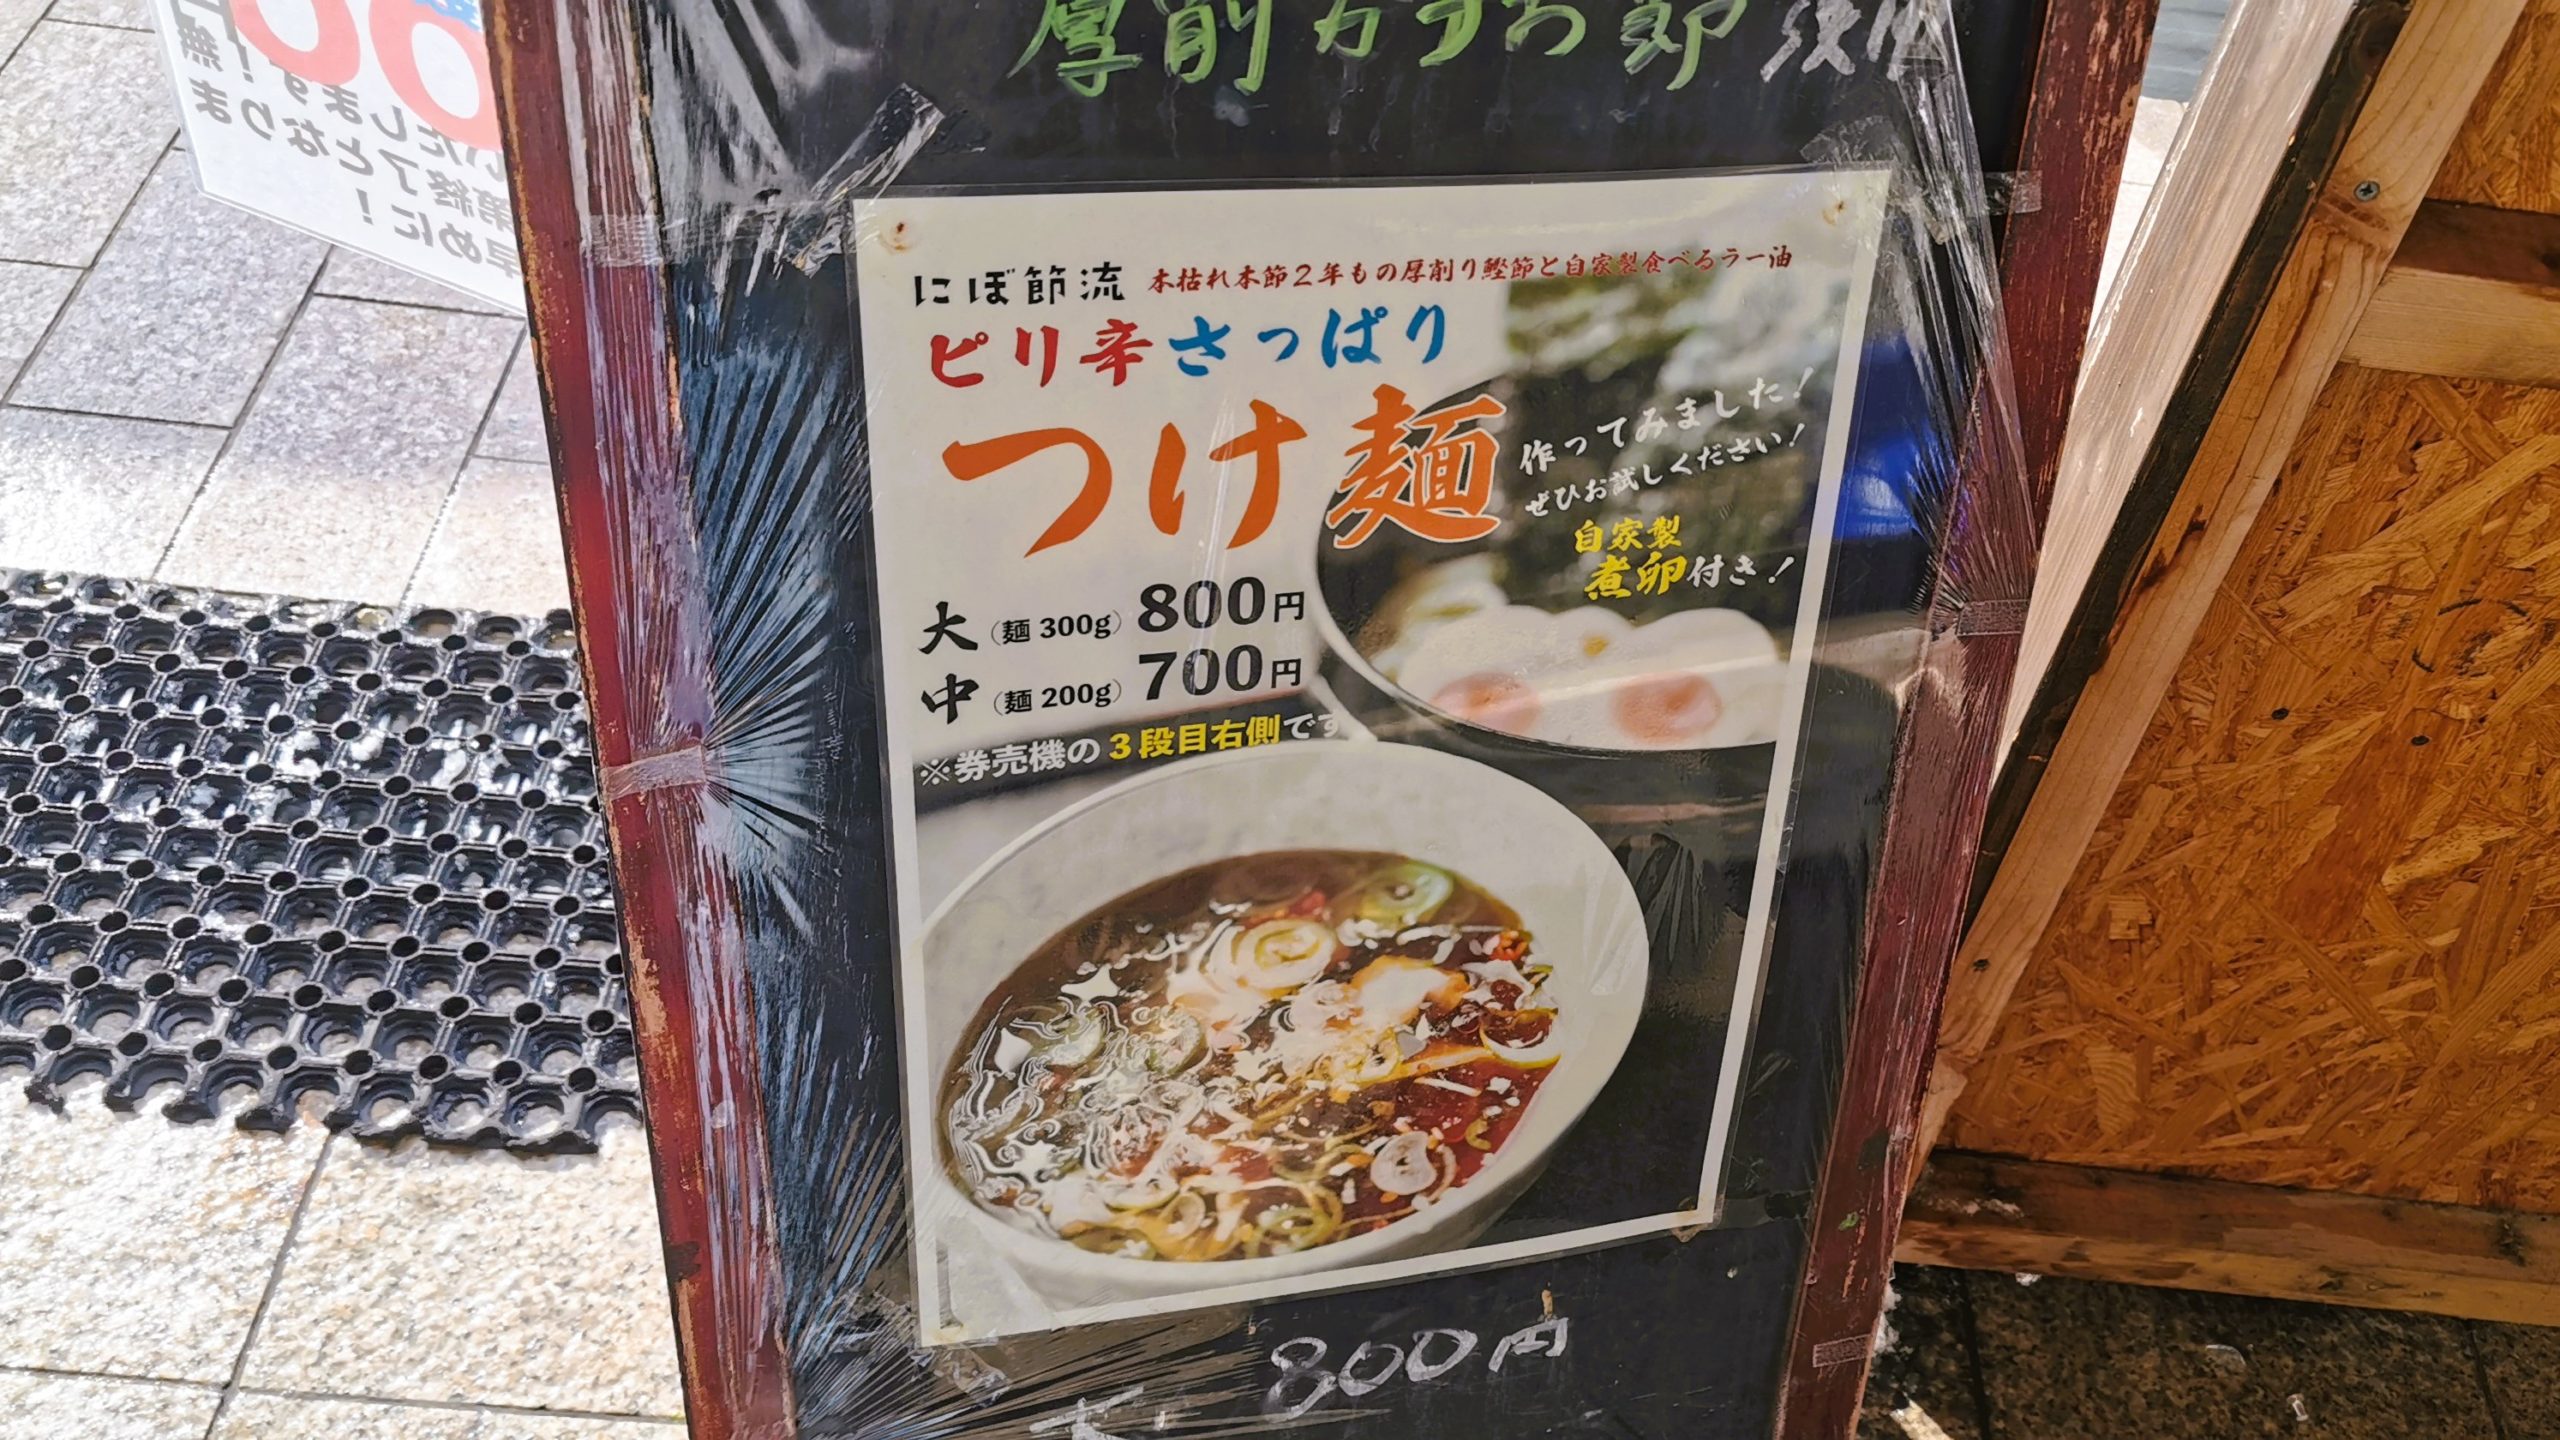 厚削かつお節
にぼ節流 本枯れ本節2年もの厚削り鰹節と自家製食べるラー油
ピリ辛さっぱり
つけ麺
作ってみました!
ぜひお試しください!
自家製
煮卵付き!
大(麺300g)800円
中(麺200g)700円
※券売機の3段目右側です
800円
大